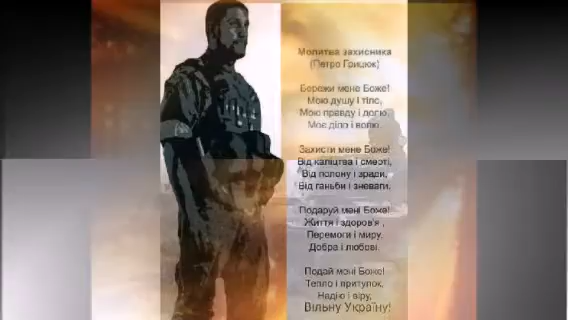 Молитва захисника
(Петро Грицюк)
Бережи мене Боже!
Мою душу і тіло,
Мою правду і долю,
Моє діло і волю.
Захисти мене Боже!
Від каліцтва і смерті,
Від полону і зради,
Від ганьби і зневаги.
Подаруй мені Боже!
Життя і здоров'я ,
Перемоги і миру,
Добра і любові.
Подай мені Боже!
Тепло і притулок,
Надію і віру,
Вільну Україну!